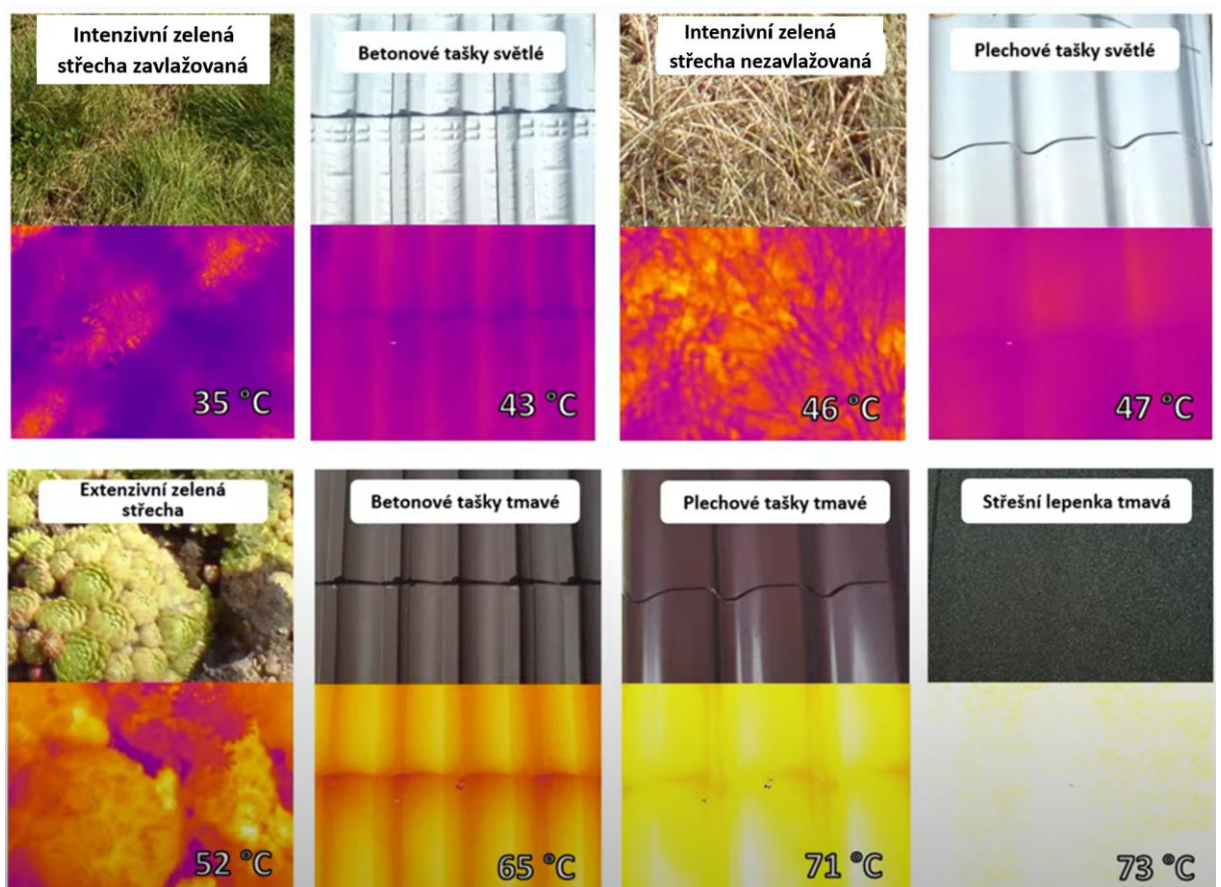 Intenzivní zelená
střecha zavlažovaná
Betonové tašky světlé
Intenzivní zelená
střecha nezavlažovaná
Plechové tašky světlé
35 °C
43 °C
46 °C
47 °C
Extenzivní zelená
střecha
Betonové tašky tmavé
Plechové tašky tmavé
Střešní lepenka tmavá
52 °C
65 °C
71 °C
73 °C